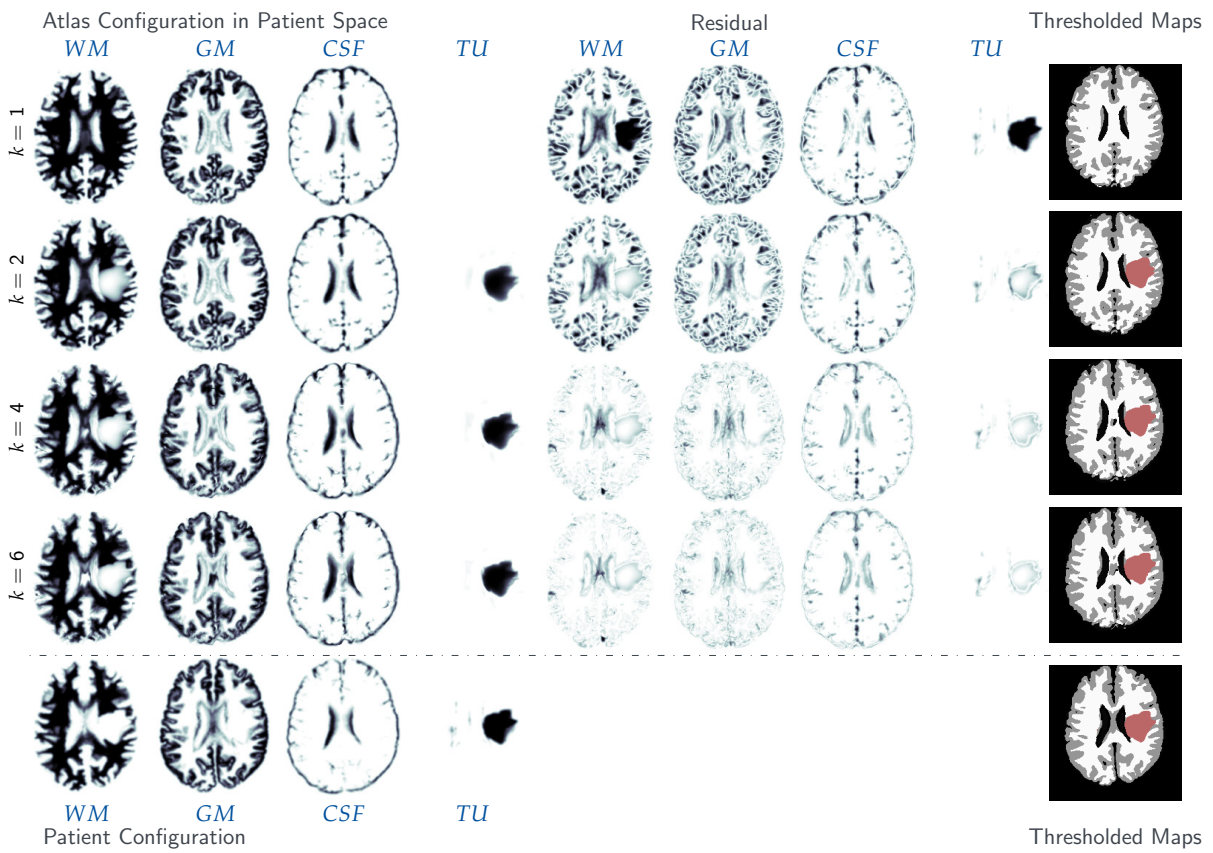 Atlas Configuration in Patient Space Residual Thresholded Maps
WM GM CSF TU WM GM CSF TU
k = 1
k = 2
k = 4
k = 6
WM GM CSF TU
Patient Configuration Thresholded Maps